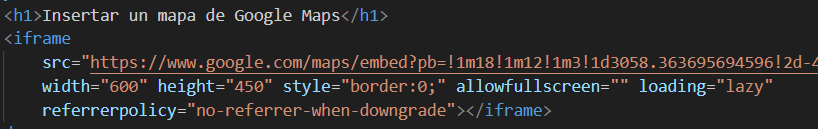 <h1>Insertar un mapa de Google Maps</h1>
<iframe
src="https://www.google.com/maps/embed?pb=!1m18!1m12!1m3!1d3058.363695694596!2d-4
width="600" height="450" style="border:0;" allowfullscreen="" loading="lazy"
referrerpolicy="no-referrer-when-downgrade"></iframe>